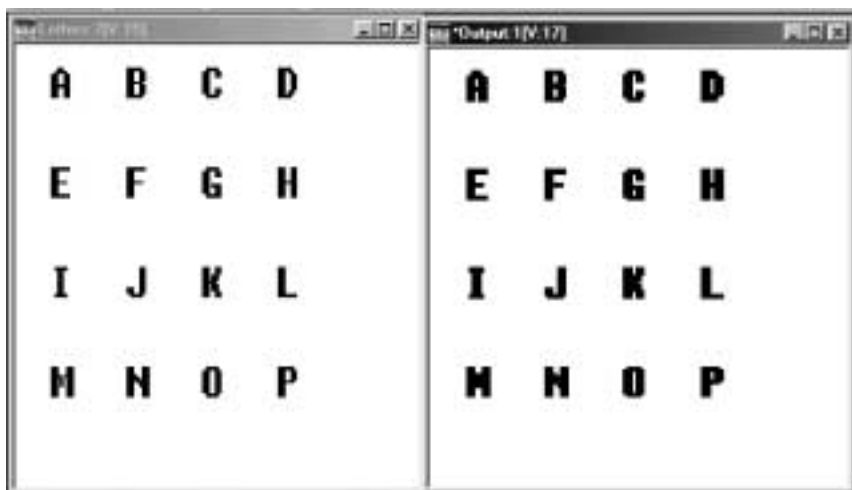 *Output 1[V:17]
A B C D
E F G H
I J K L
M N O P
A B C D
E F G H
I J K L
M N O P